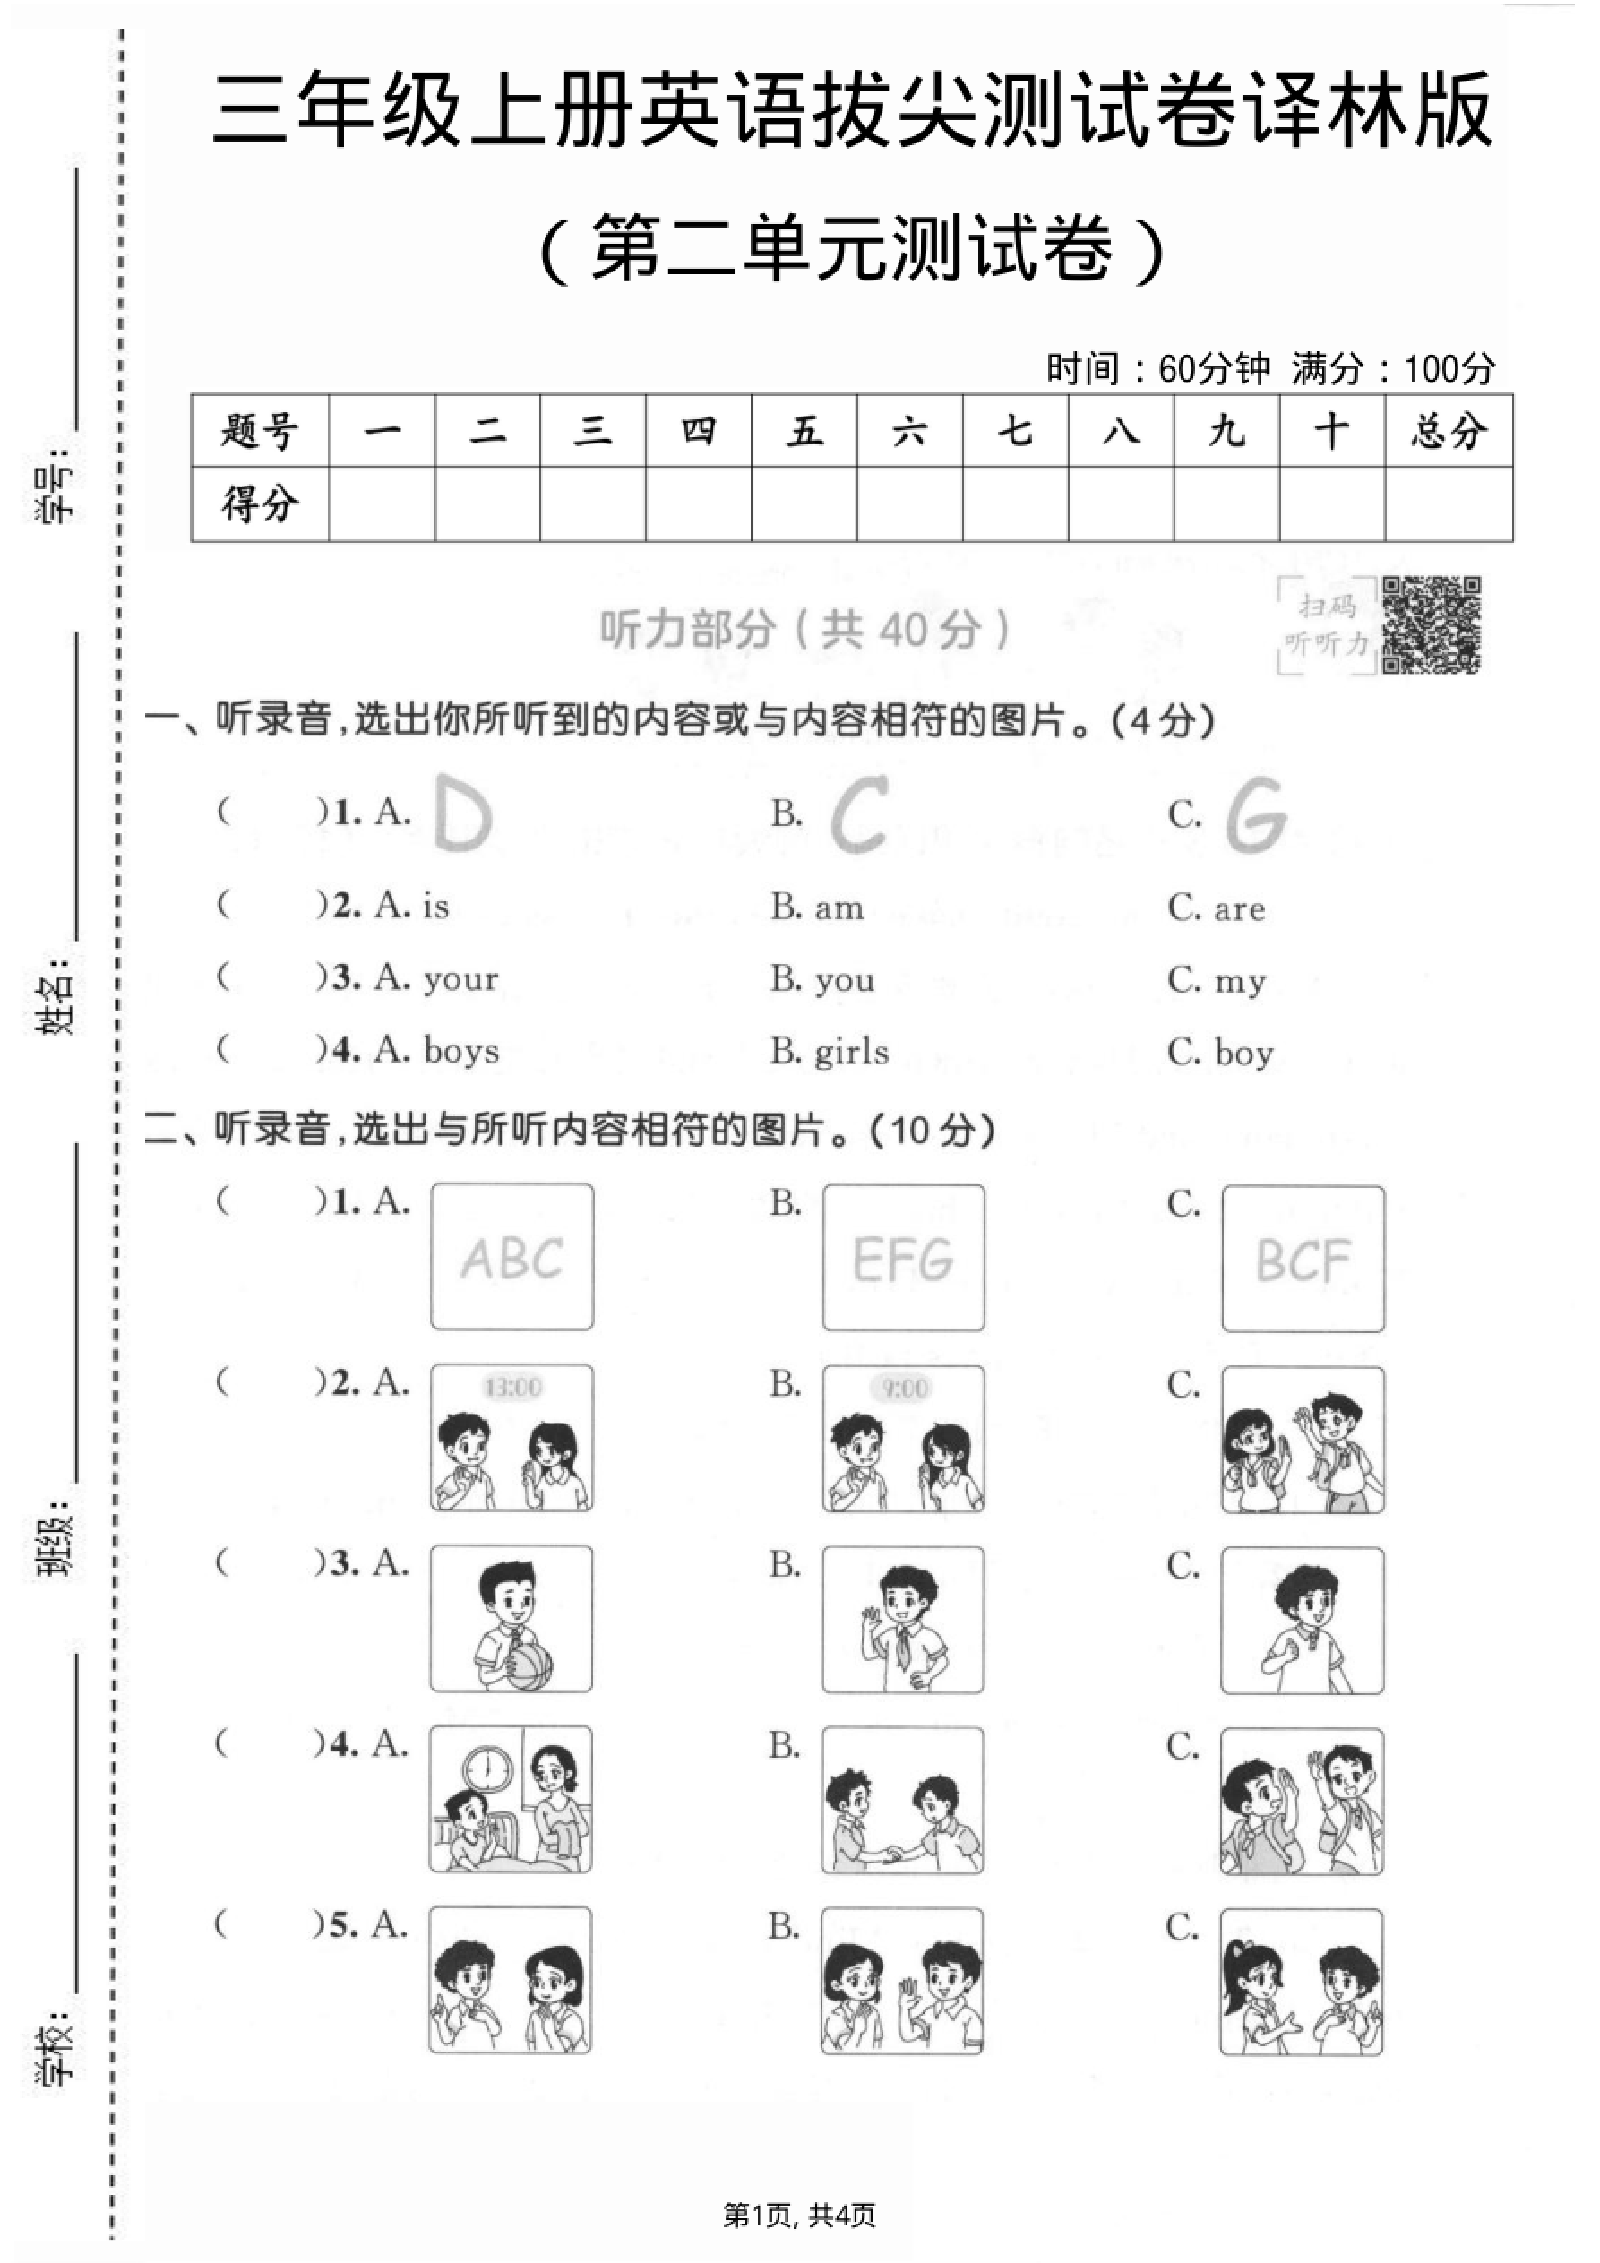 三年级上册英语拔尖测试卷译林版
（第二单元测试卷）
时间：60分钟 满分：100分
题号 一 二 三 四 五 六 七 八 九 十 总分
得分
听力部分（共 40 分）
扫码
听听力
一、听录音，选出你所听到的内容或与内容相符的图片。（4 分）
( )1. A. D B. C C. G
( )2. A. is B. am C. are
( )3. A. your B. you C. my
( )4. A. boys B. girls C. boy
二、听录音，选出与所听内容相符的图片。（10 分）
( )1. A. ABC B. EFG C. BCF
( )2. A. 13:00 B. 9:00 C.
( )3. A. B. C.
( )4. A. B. C.
( )5. A. B. C.
学号：
姓名：
班级：
学校：
第1页, 共4页